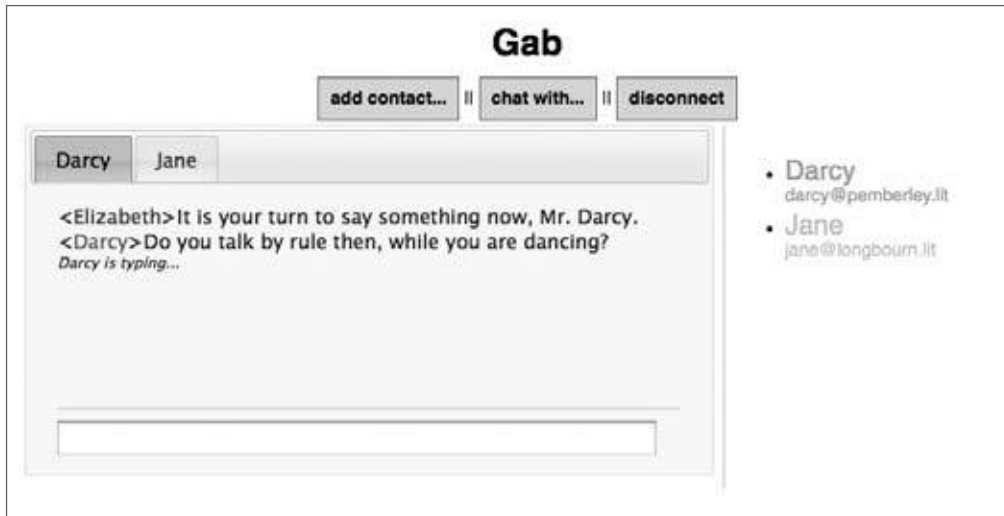 Gab
add contact... || chat with... || disconnect
Darcy Jane
<Elizabeth>It is your turn to say something now, Mr. Darcy.
<Darcy>Do you talk by rule then, while you are dancing?
Darcy is typing...
• Darcy
darcy@pemberley.lit
• Jane
jane@longbourn.lit